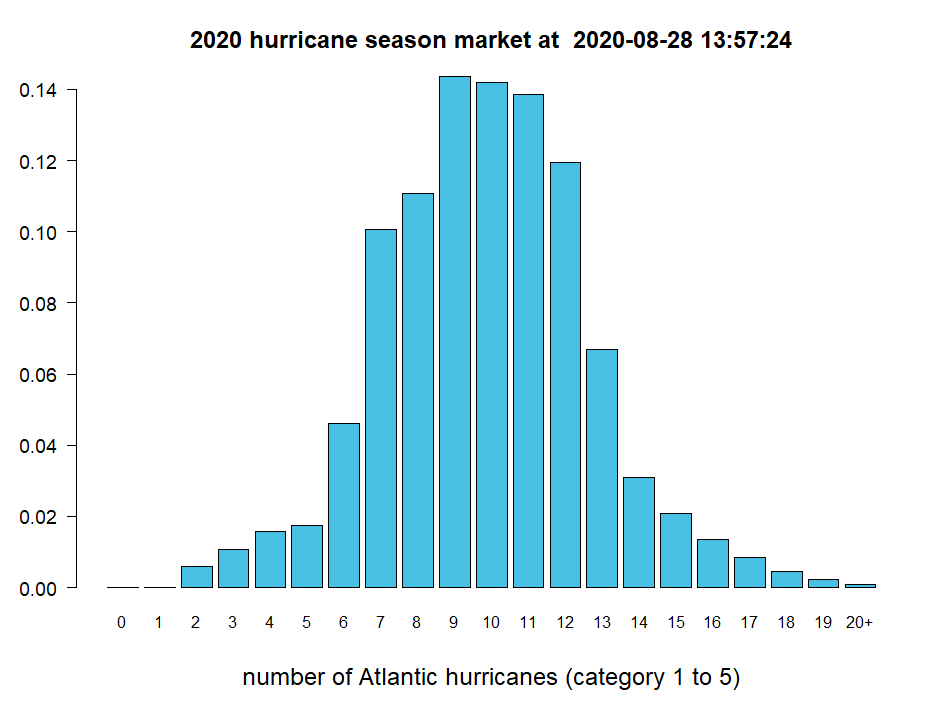 2020 hurricane season market at  2020-08-28 13:57:24
0.14
0.12
0.10
0.08
0.06
0.04
0.02
0.00
0 1 2 3 4 5 6 7 8 9 10 11 12 13 14 15 16 17 18 19 20+
number of Atlantic hurricanes (category 1 to 5)